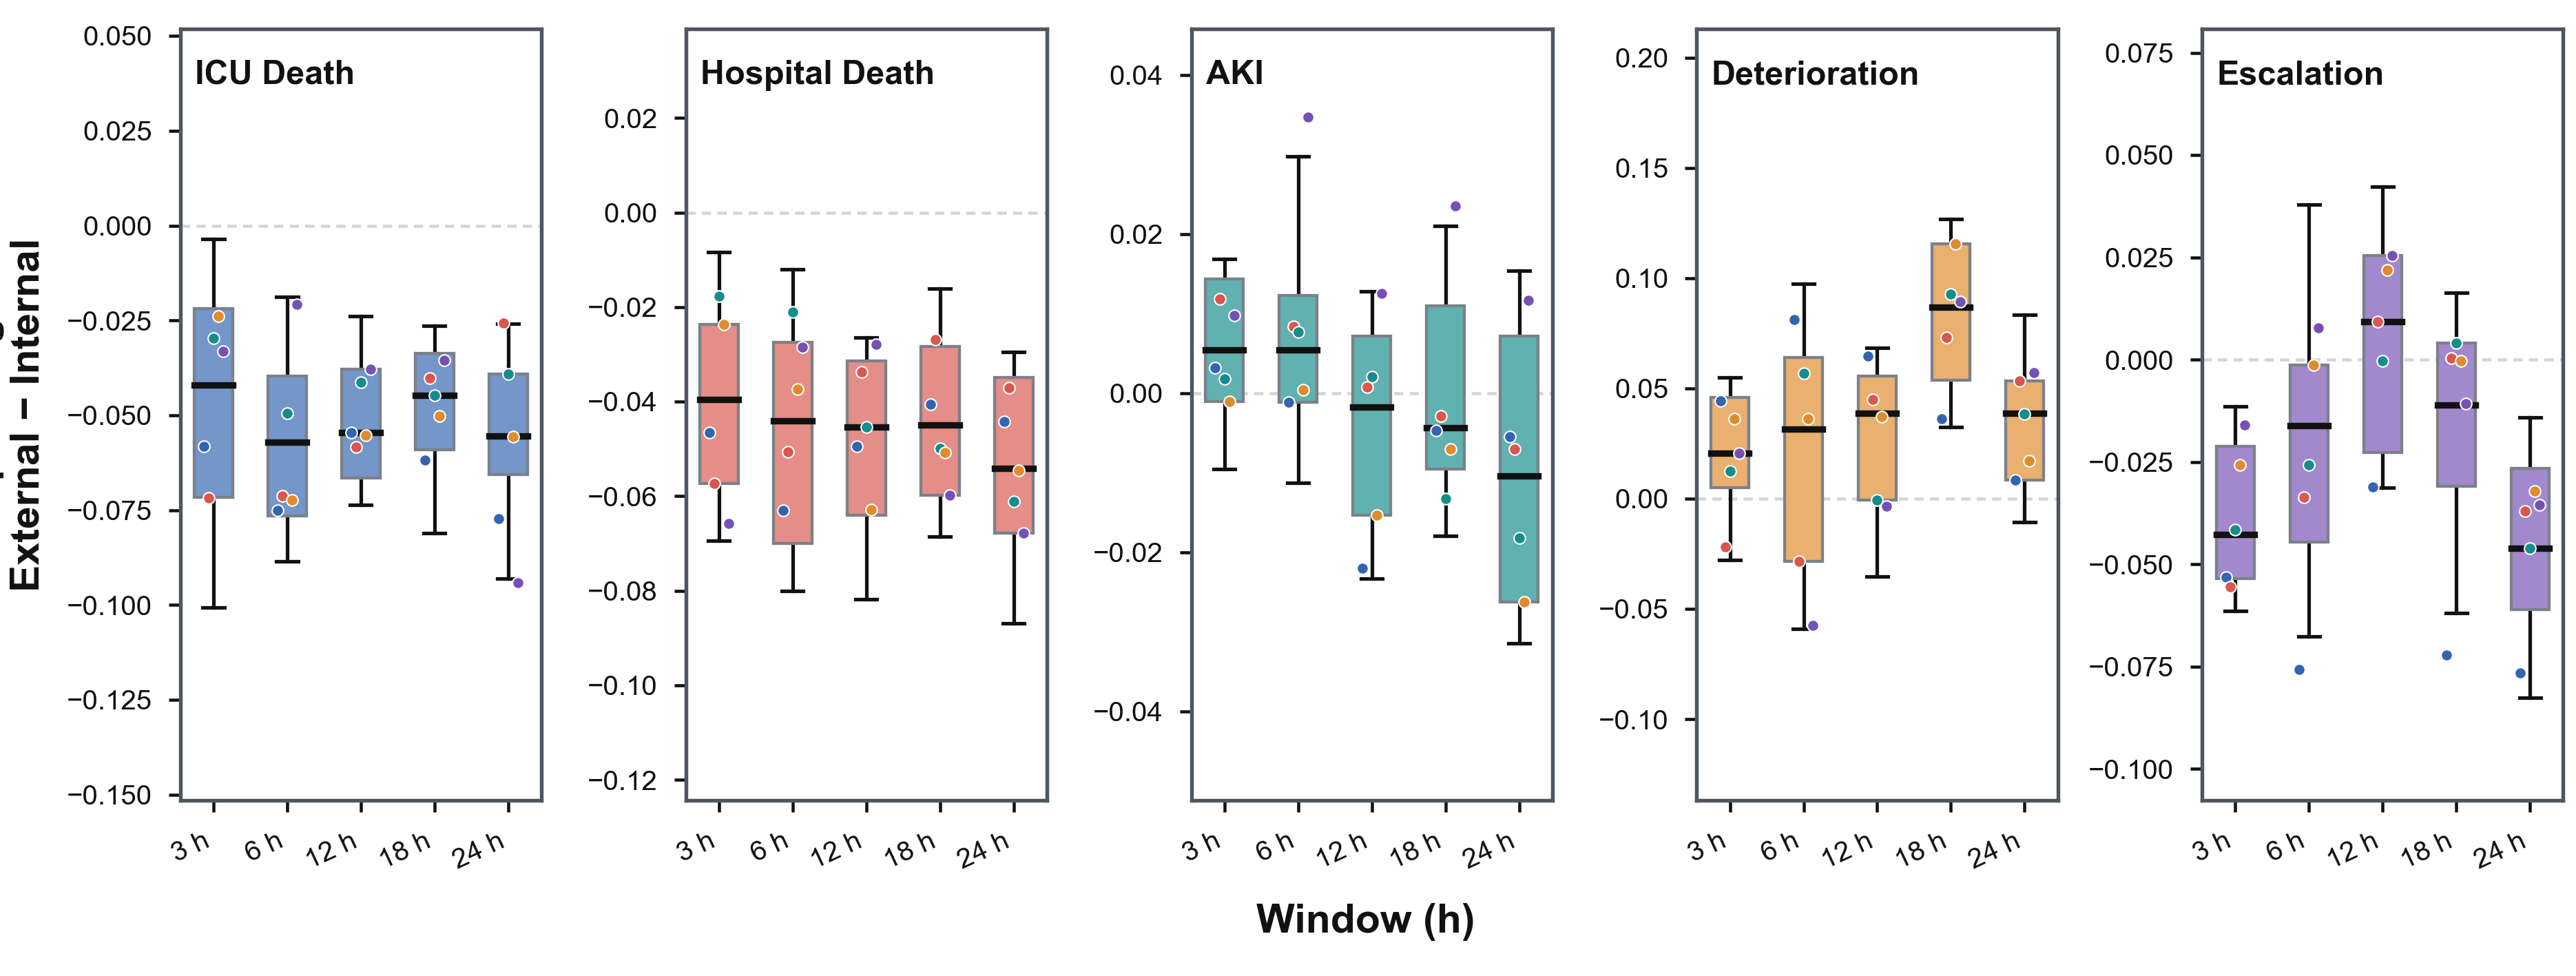 External − Internal
ICU Death
0.050
0.025
0.000
−0.025
−0.050
−0.075
−0.100
−0.125
−0.150
3 h
6 h
12 h
18 h
24 h
Hospital Death
0.02
0.00
−0.02
−0.04
−0.06
−0.08
−0.10
−0.12
3 h
6 h
12 h
18 h
24 h
AKI
0.04
0.02
0.00
−0.02
−0.04
3 h
6 h
12 h
18 h
24 h
Deterioration
0.20
0.15
0.10
0.05
0.00
−0.05
−0.10
3 h
6 h
12 h
18 h
24 h
Escalation
0.075
0.050
0.025
0.000
−0.025
−0.050
−0.075
−0.100
3 h
6 h
12 h
18 h
24 h
Window (h)